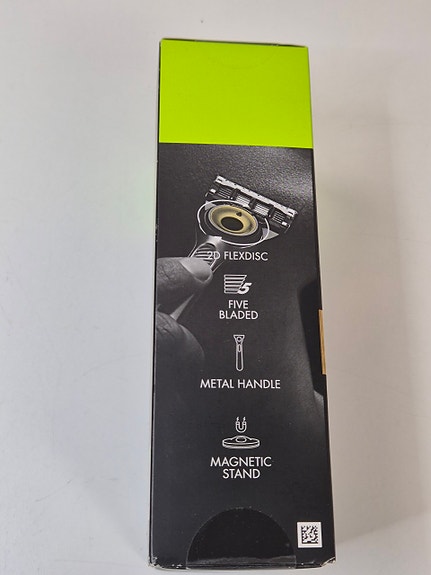 2D FLEXDISC
5
FIVE
BLADED
METAL HANDLE
MAGNETIC
STAND